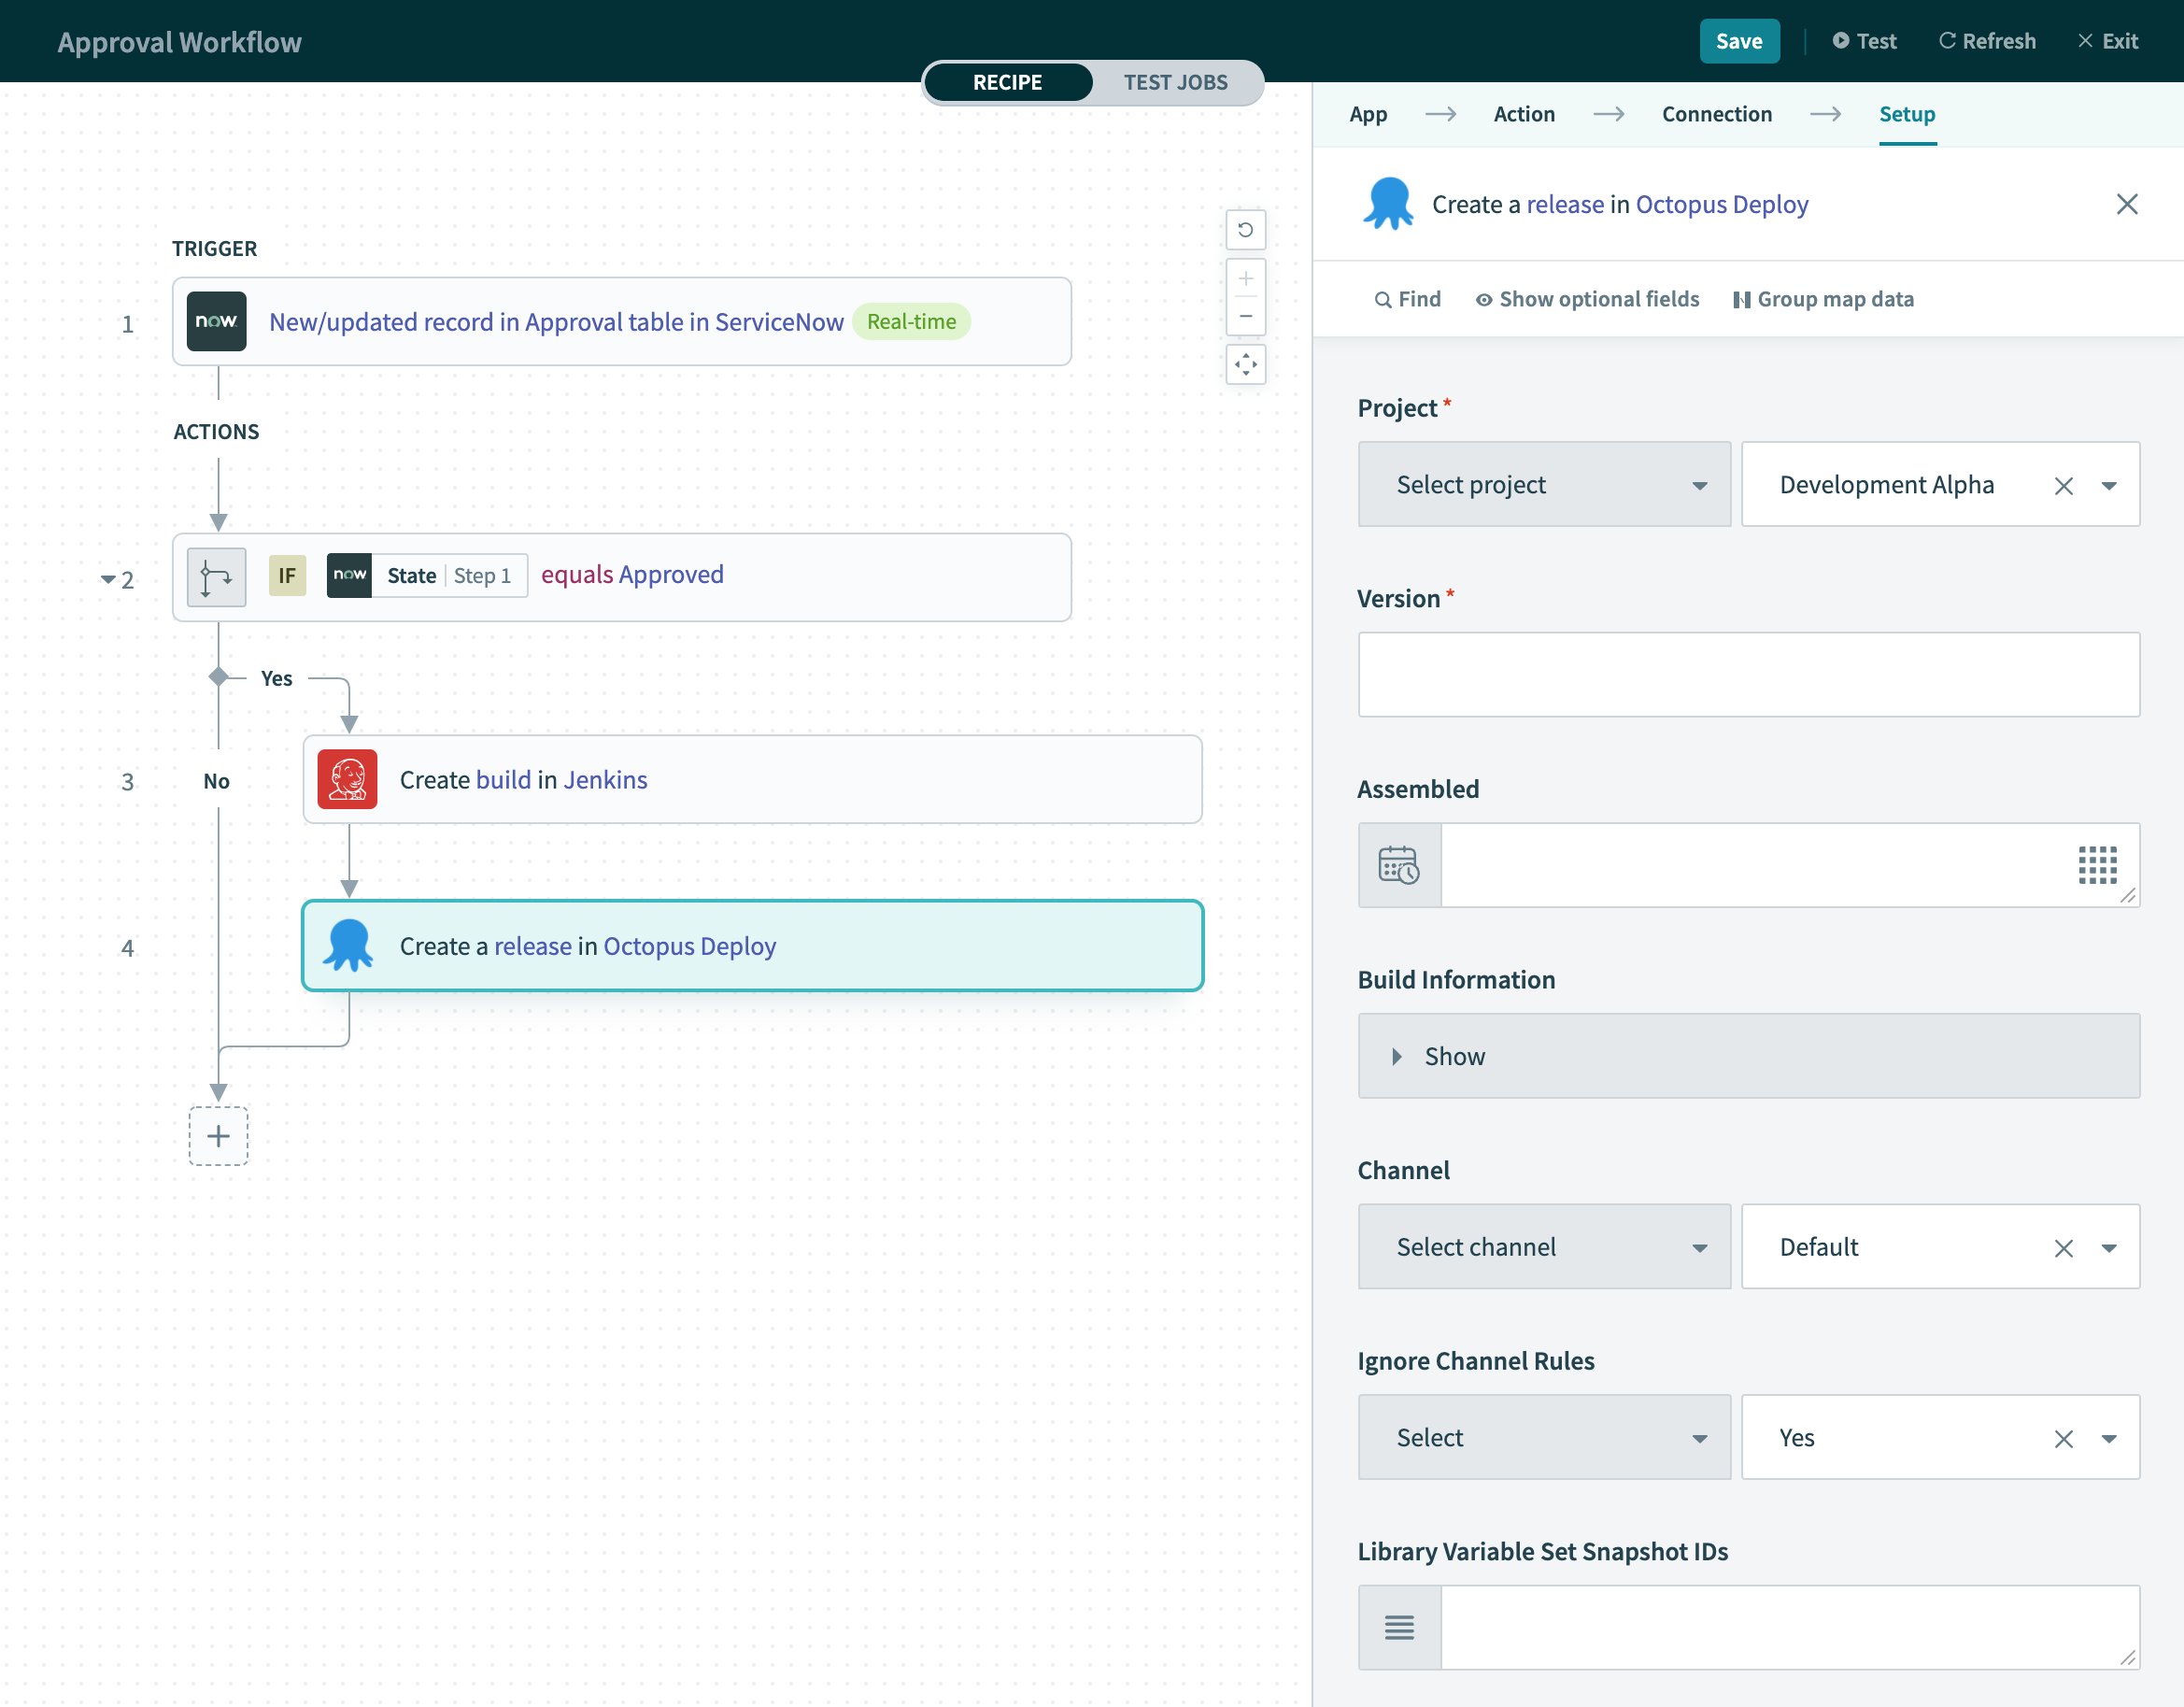 Approval Workflow
Save
Test
Refresh
Exit
RECIPE
TEST JOBS
TRIGGER
1
now
New/updated record in Approval table in ServiceNow
Real-time
ACTIONS
2
IF
now
State
Step 1
equals Approved
Yes
No
3
Create build in Jenkins
4
Create a release in Octopus Deploy
App
Action
Connection
Setup
Create a release in Octopus Deploy
Find
Show optional fields
Group map data
Project *
Select project
Development Alpha
Version *
Assembled
Build Information
Show
Channel
Select channel
Default
Ignore Channel Rules
Select
Yes
Library Variable Set Snapshot IDs